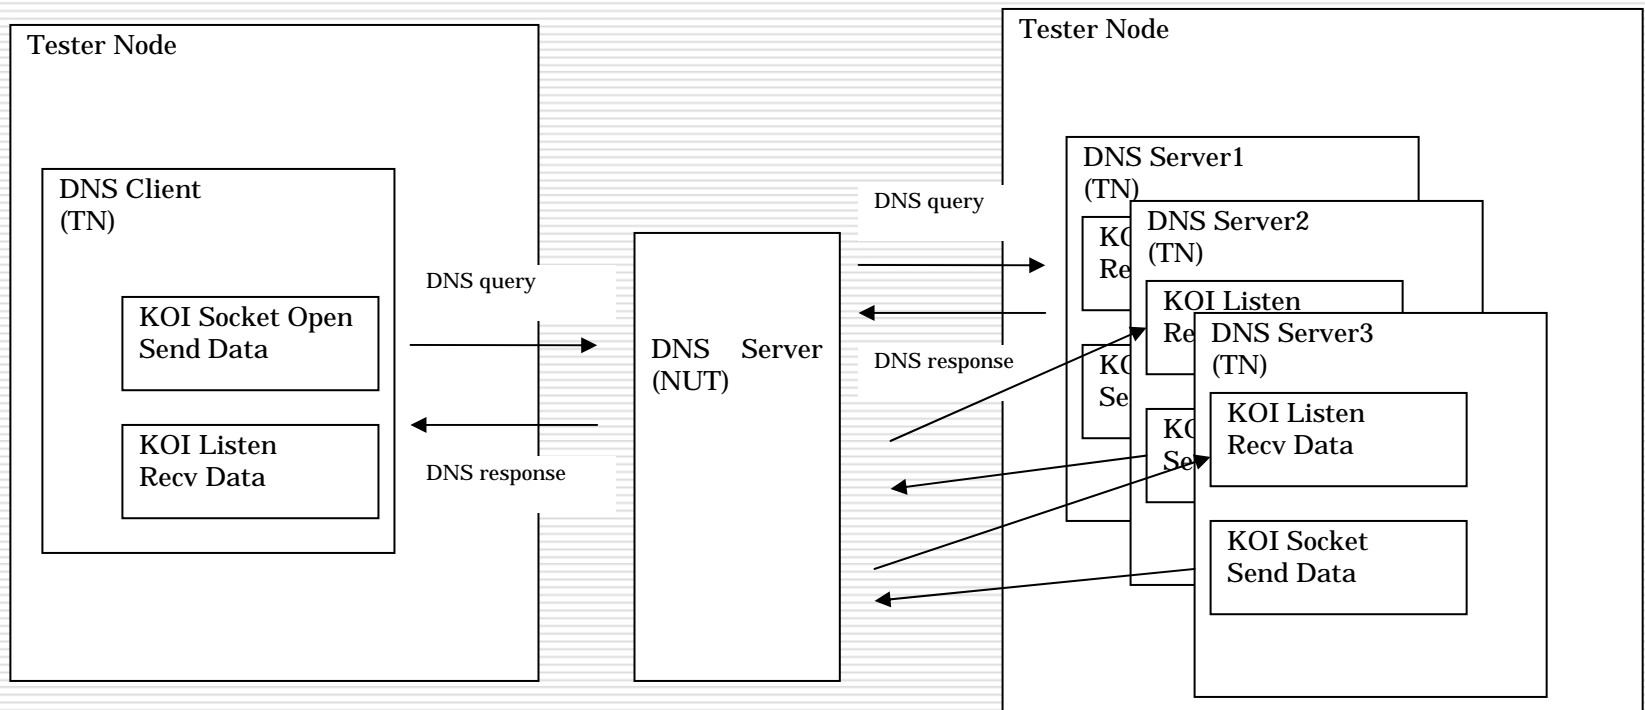 Tester Node
DNS Client
(TN)
KOI Socket Open
Send Data
KOI Listen
Recv Data
DNS query
DNS response
DNS Server
(NUT)
DNS query
DNS response
Tester Node
DNS Server1
(TN)
DNS Server2
(TN)
KOI Listen
DNS Server3
(TN)
KOI Listen
Recv Data
KOI Socket
Send Data